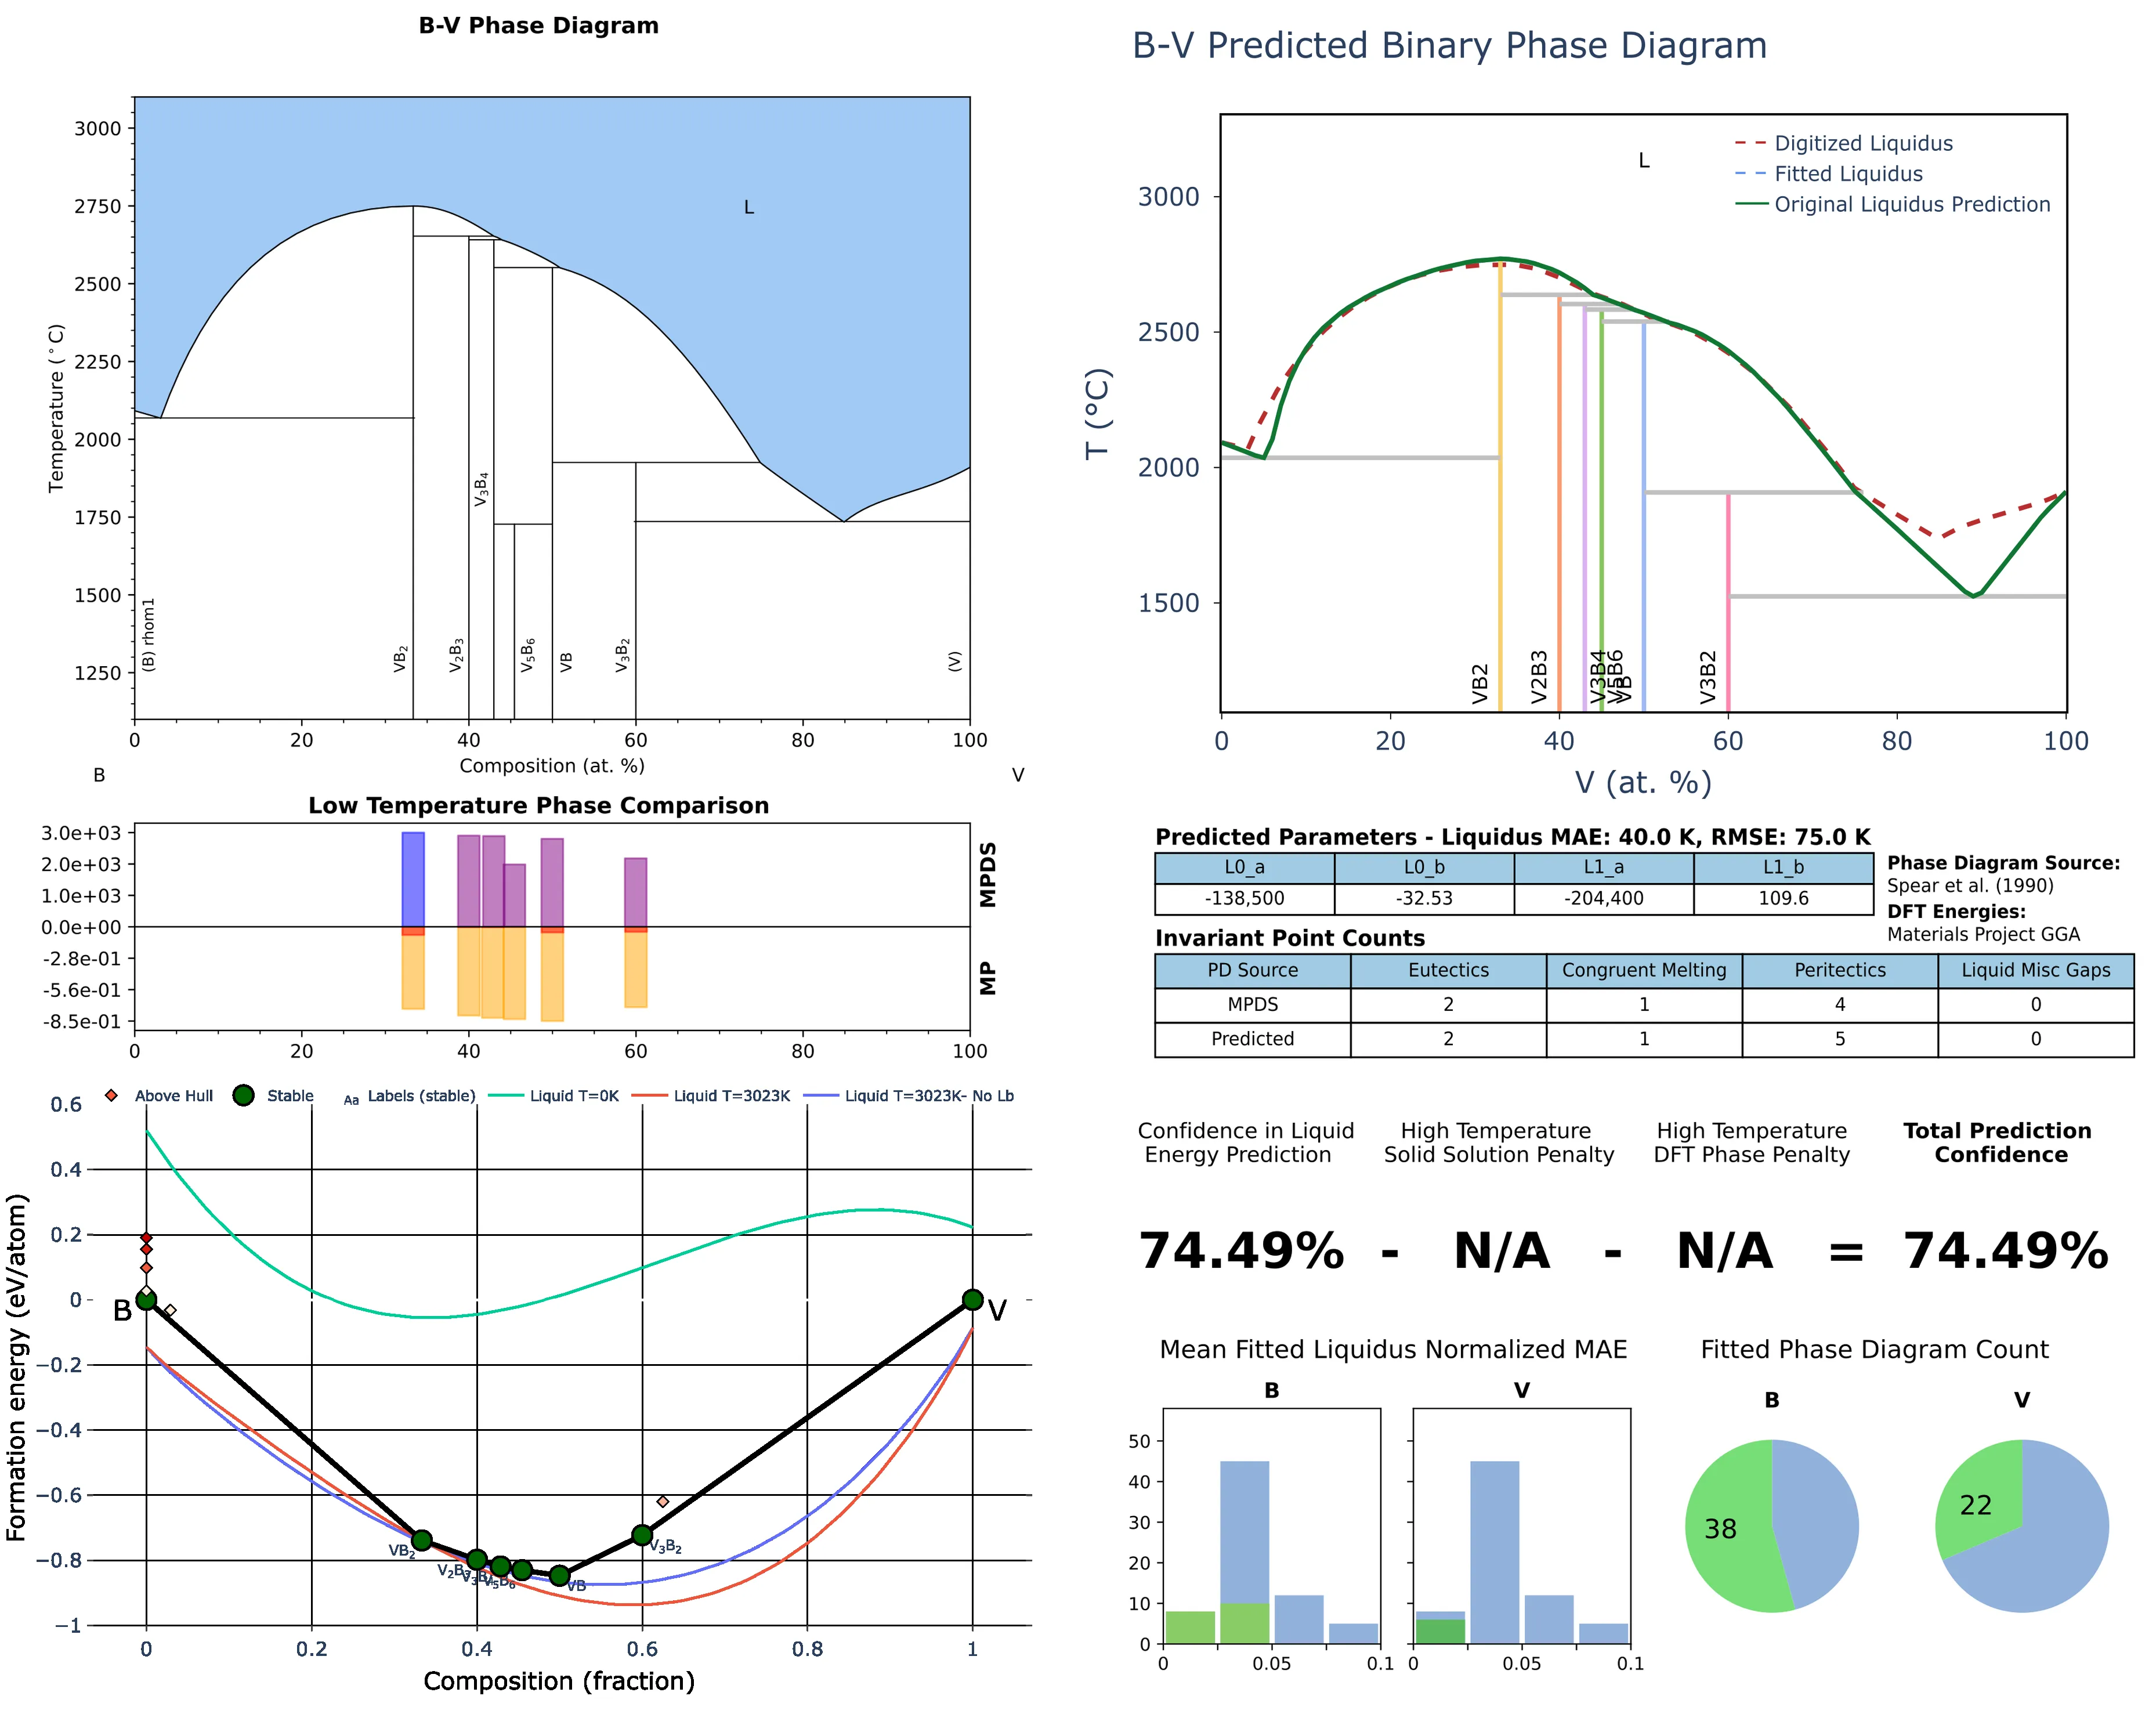 B-V Phase Diagram
3000
2750
2500
2250
2000
1750
1500
1250
Temperature (°C)
L
(B) rhom1
VB₂
V₂B₃
V₃B₄
V₅B₆
VB
V₃B₂
(V)
0 20 40 60 80 100
Composition (at. %)
B V
Low Temperature Phase Comparison
3.0e+03
2.0e+03
1.0e+03
0.0e+00
-2.8e-01
-5.6e-01
-8.5e-01
MPDS
MP
0 20 40 60 80 100
Above Hull Stable Aa Labels (stable) Liquid T=0K Liquid T=3023K Liquid T=3023K- No Lb
0.6
0.4
0.2
0
−0.2
−0.4
−0.6
−0.8
−1
Formation energy (eV/atom)
B V
VB₂
V₂B₃
V₃B₄
V₅B₆
VB
V₃B₂
0 0.2 0.4 0.6 0.8 1
Composition (fraction)
B-V Predicted Binary Phase Diagram
L
Digitized Liquidus
Fitted Liquidus
Original Liquidus Prediction
3000
2500
2000
1500
T (°C)
VB2
V2B3
V3B4
V5B6
VB
V3B2
0 20 40 60 80 100
V (at. %)
Predicted Parameters - Liquidus MAE: 40.0 K, RMSE: 75.0 K
L0_a L0_b L1_a L1_b
-138,500 -32.53 -204,400 109.6
Phase Diagram Source:
Spear et al. (1990)
DFT Energies:
Materials Project GGA
Invariant Point Counts
PD Source Eutectics Congruent Melting Peritectics Liquid Misc Gaps
MPDS 2 1 4 0
Predicted 2 1 5 0
Confidence in Liquid
Energy Prediction
High Temperature
Solid Solution Penalty
High Temperature
DFT Phase Penalty
Total Prediction
Confidence
74.49% - N/A - N/A = 74.49%
Mean Fitted Liquidus Normalized MAE
B V
50
40
30
20
10
0
0 0.05 0.1
0 0.05 0.1
Fitted Phase Diagram Count
B V
38 22